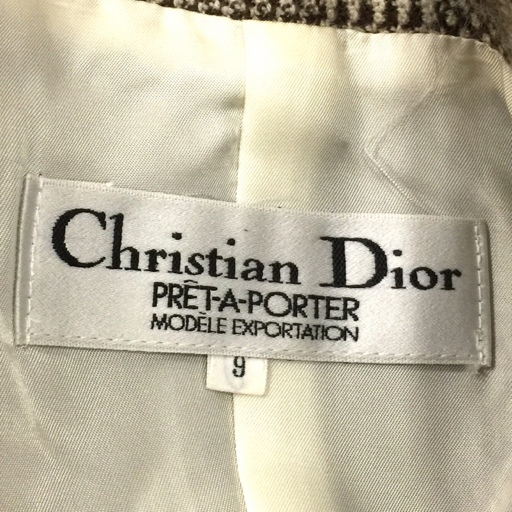 Christian Dior
PRÊT-A-PORTER
MODÈLE EXPORTATION
9